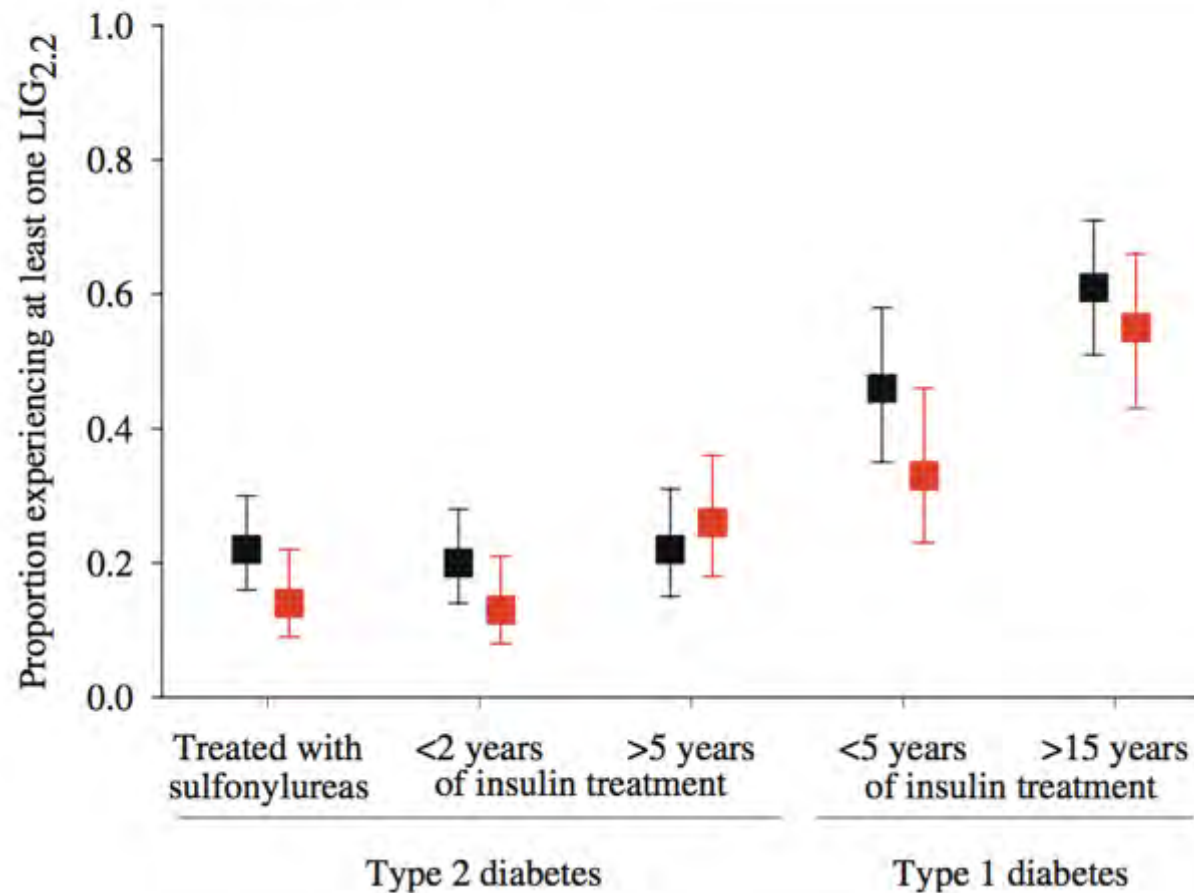 Proportion experiencing at least one LIG2.2
1.0
0.8
0.6
0.4
0.2
0.0
Treated with sulfonylureas
<2 years >5 years
of insulin treatment
<5 years >15 years
of insulin treatment
Type 2 diabetes
Type 1 diabetes